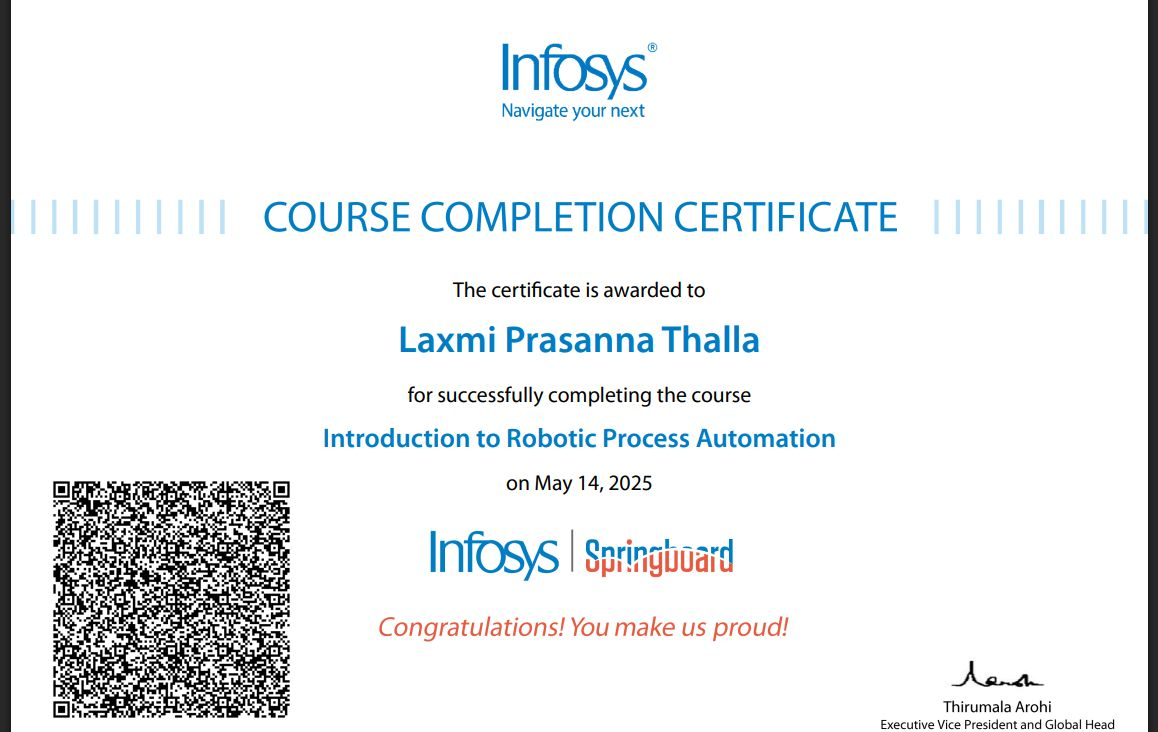 Infosys®
Navigate your next
COURSE COMPLETION CERTIFICATE
The certificate is awarded to
Laxmi Prasanna Thalla
for successfully completing the course
Introduction to Robotic Process Automation
on May 14, 2025
Infosys | Springboard
Congratulations! You make us proud!
Thirumala Arohi
Executive Vice President and Global Head